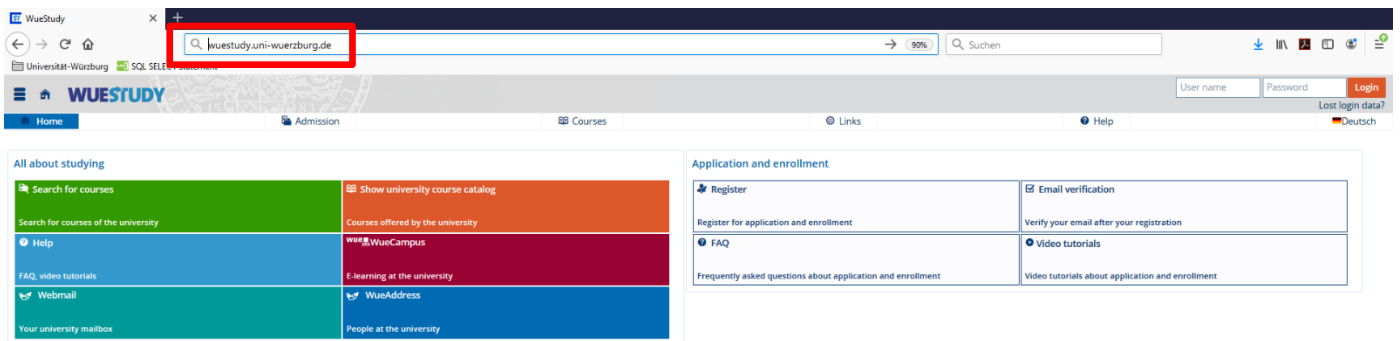 WueStudy
wuestudy.uni-wuerzburg.de
90%
Suchen
Universität-Würzburg
SQL SELECT Statement
WUESTUDY
User name
Password
Login
Lost login data?
Home
Admission
Courses
Links
Help
Deutsch
All about studying
Search for courses
Search for courses of the university
Show university course catalog
Courses offered by the university
Help
FAQ, video tutorials
WueCampus
E-learning at the university
Webmail
Your university mailbox
WueAddress
People at the university
Application and enrollment
Register
Register for application and enrollment
Email verification
Verify your email after your registration
FAQ
Frequently asked questions about application and enrollment
Video tutorials
Video tutorials about application and enrollment